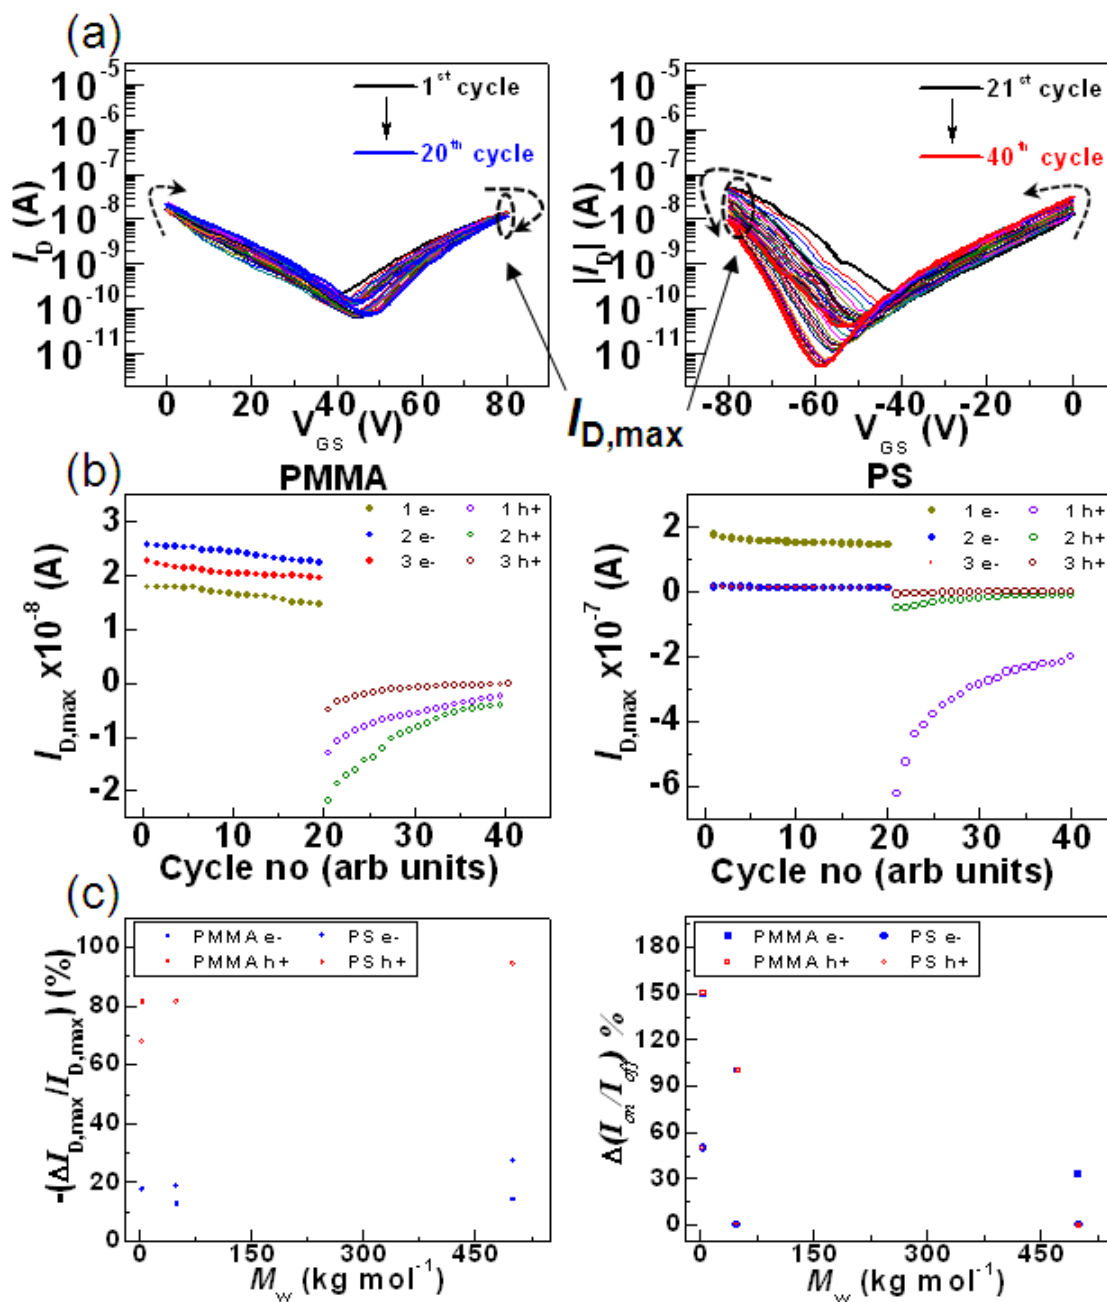 (a)
10⁻⁵
10⁻⁶
10⁻⁷
10⁻⁸
10⁻⁹
10⁻¹⁰
10⁻¹¹
I_D (A)
1ˢᵗ cycle
20ᵗʰ cycle
0 20 40 60 80
V_GS (V)
10⁻⁵
10⁻⁶
10⁻⁷
10⁻⁸
10⁻⁹
10⁻¹⁰
10⁻¹¹
|I_D| (A)
21ˢᵗ cycle
40ᵗʰ cycle
-80 -60 -40 -20 0
V_GS (V)
I_D,max
(b)
PMMA
3
2
1
0
-1
-2
I_D,max x10⁻⁸ (A)
1 e- 1 h+
2 e- 2 h+
3 e- 3 h+
0 10 20 30 40
Cycle no (arb units)
PS
2
0
-2
-4
-6
I_D,max x10⁻⁷ (A)
1 e- 1 h+
2 e- 2 h+
3 e- 3 h+
0 10 20 30 40
Cycle no (arb units)
(c)
100
80
60
40
20
0
-(ΔI_D,max/I_D,max) (%)
PMMA e- PS e-
PMMA h+ PS h+
0 150 300 450
M_w (kg mol⁻¹)
180
150
120
90
60
30
0
Δ(I_on/I_off) %
PMMA e- PS e-
PMMA h+ PS h+
0 150 300 450
M_w (kg mol⁻¹)